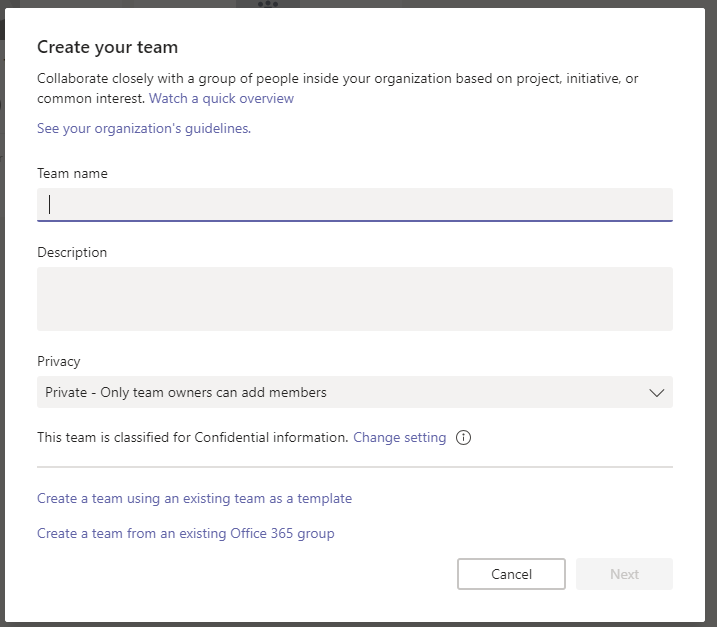 Create your team
Collaborate closely with a group of people inside your organization based on project, initiative, or
common interest. Watch a quick overview
See your organization's guidelines.
Team name
Description
Privacy
Private - Only team owners can add members
This team is classified for Confidential information. Change setting
Create a team using an existing team as a template
Create a team from an existing Office 365 group
Cancel Next